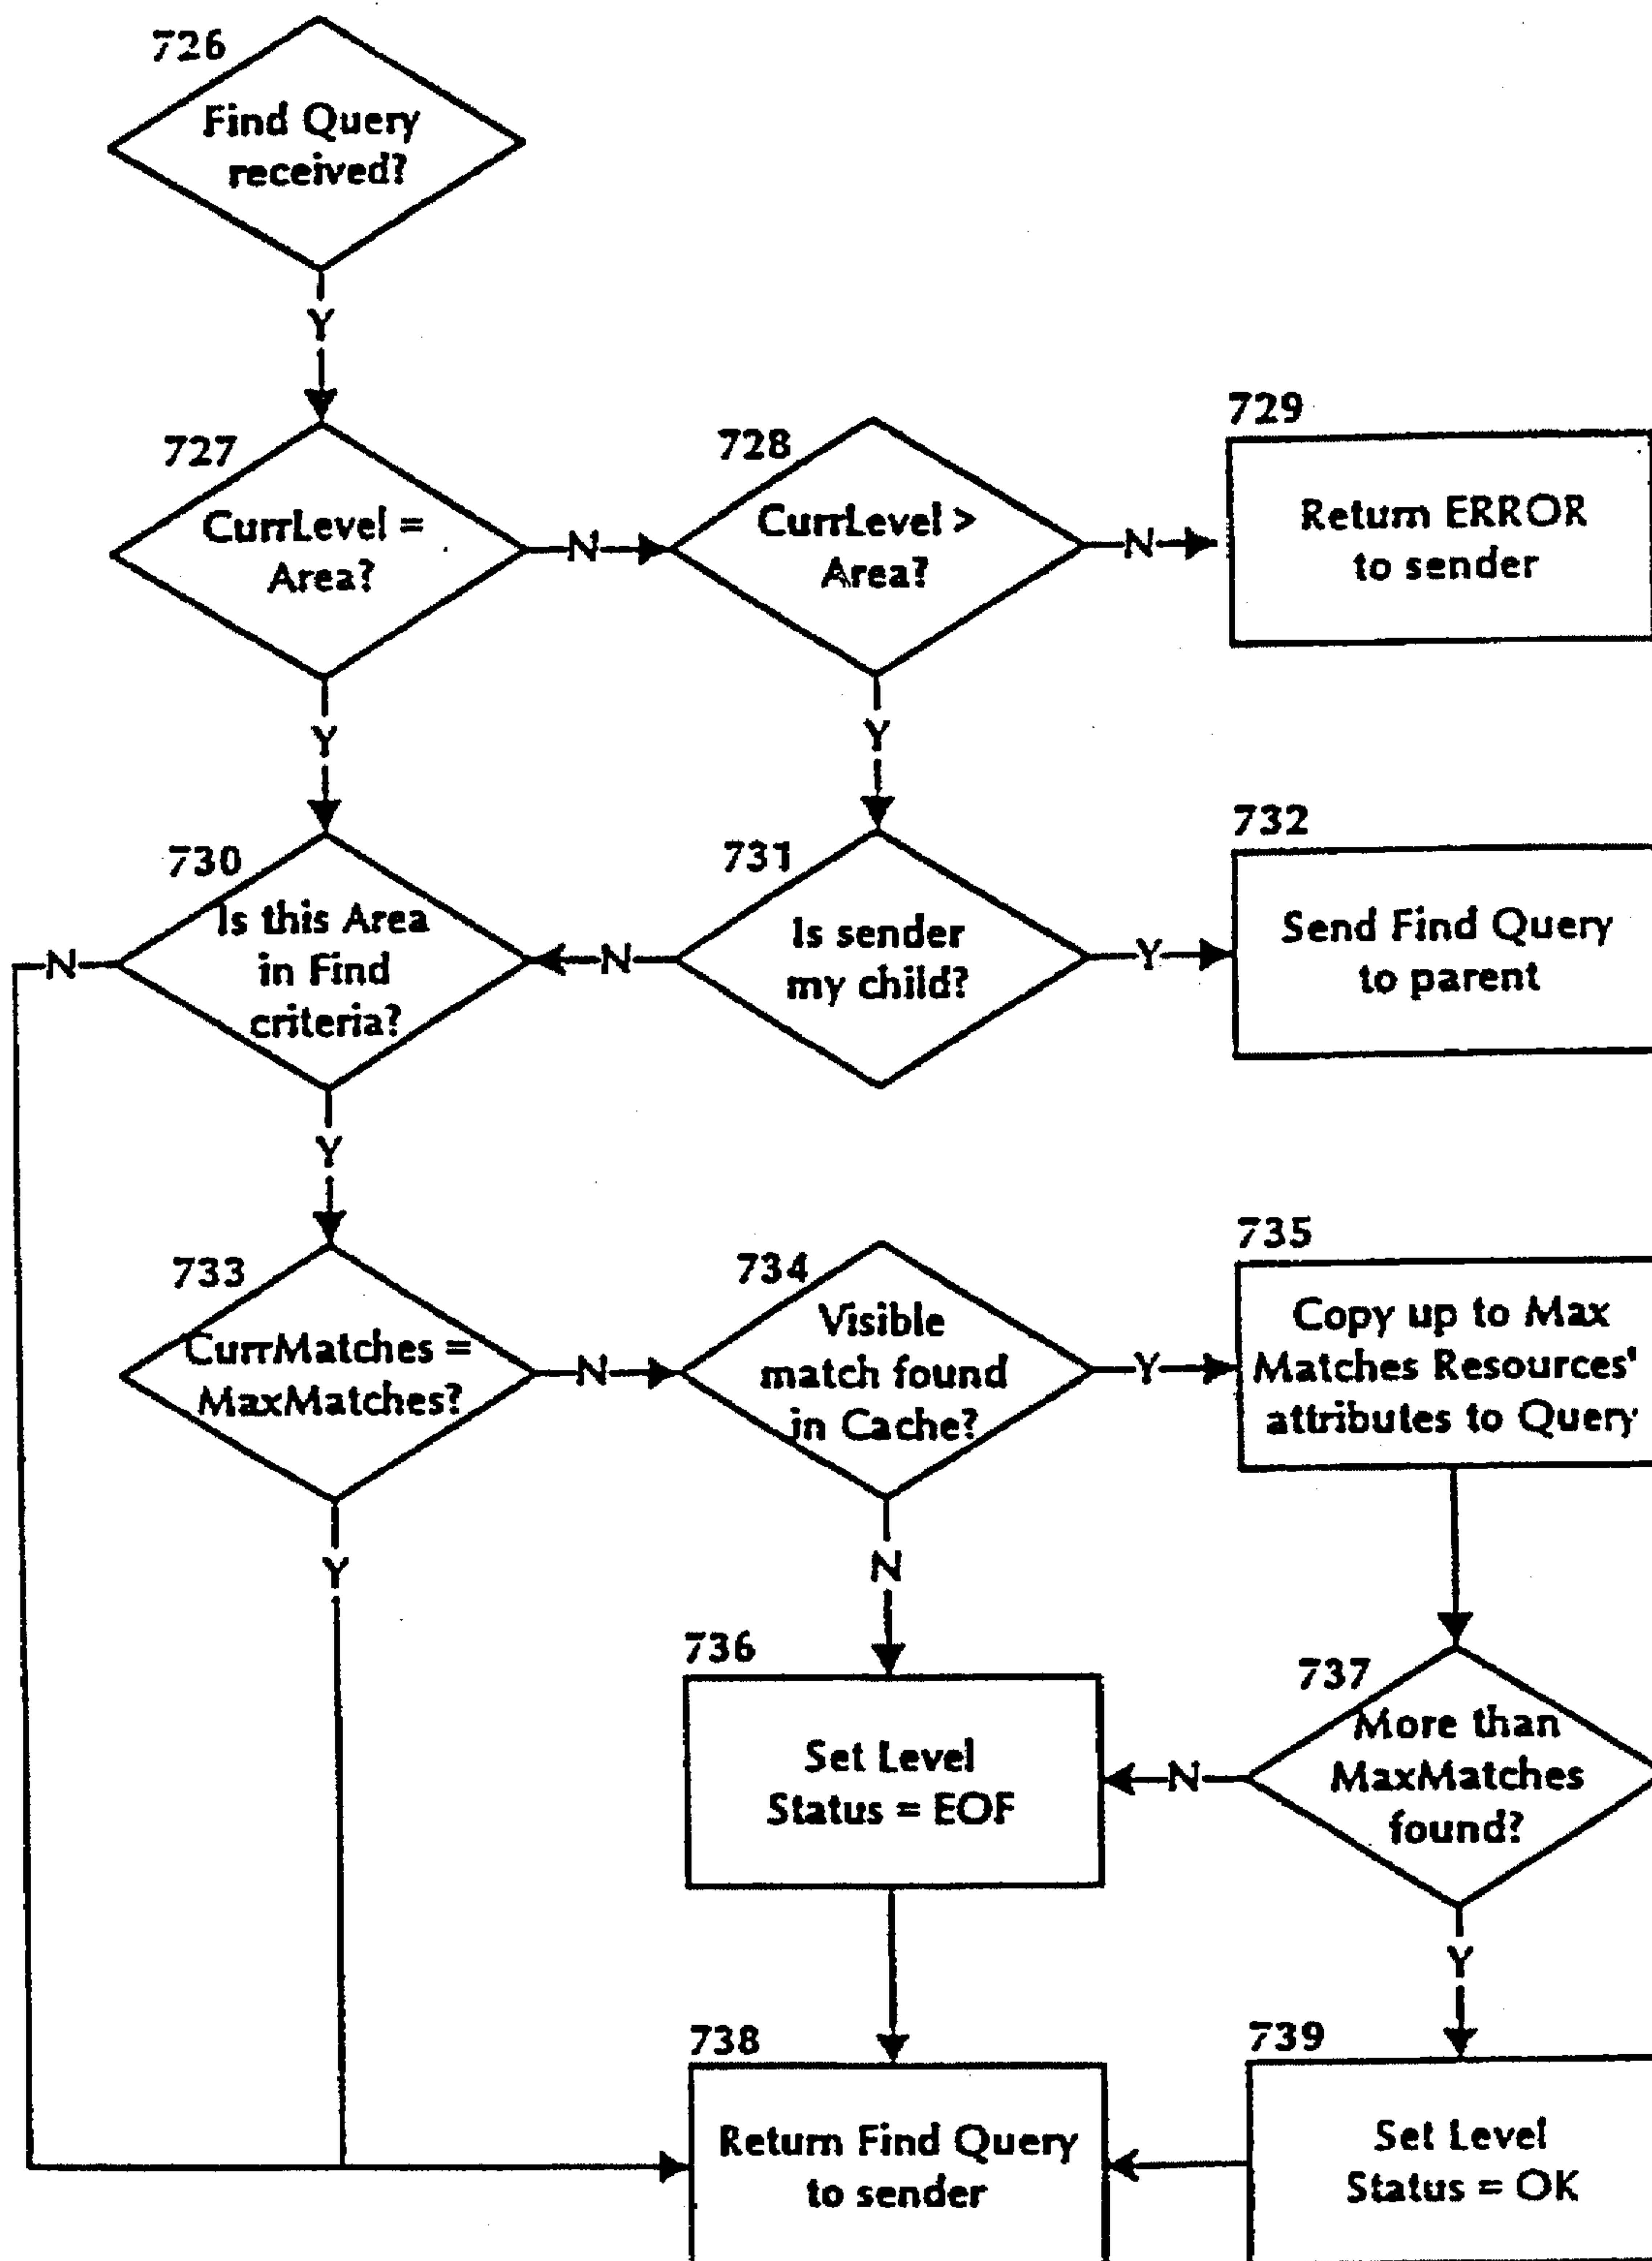 726
Find Query
received?
Y
727
CurrLevel =
Area?
N
728
CurrLevel >
Area?
N
729
Return ERROR
to sender
Y
Y
730
Is this Area
in Find
criteria?
N
N
731
Is sender
my child?
Y
732
Send Find Query
to parent
Y
733
CurrMatches =
MaxMatches?
N
734
Visible
match found
in Cache?
Y
735
Copy up to Max
Matches Resources'
attributes to Query
Y
N
736
Set Level
Status = EOF
N
737
More than
MaxMatches
found?
Y
738
Return Find Query
to sender
739
Set Level
Status = OK